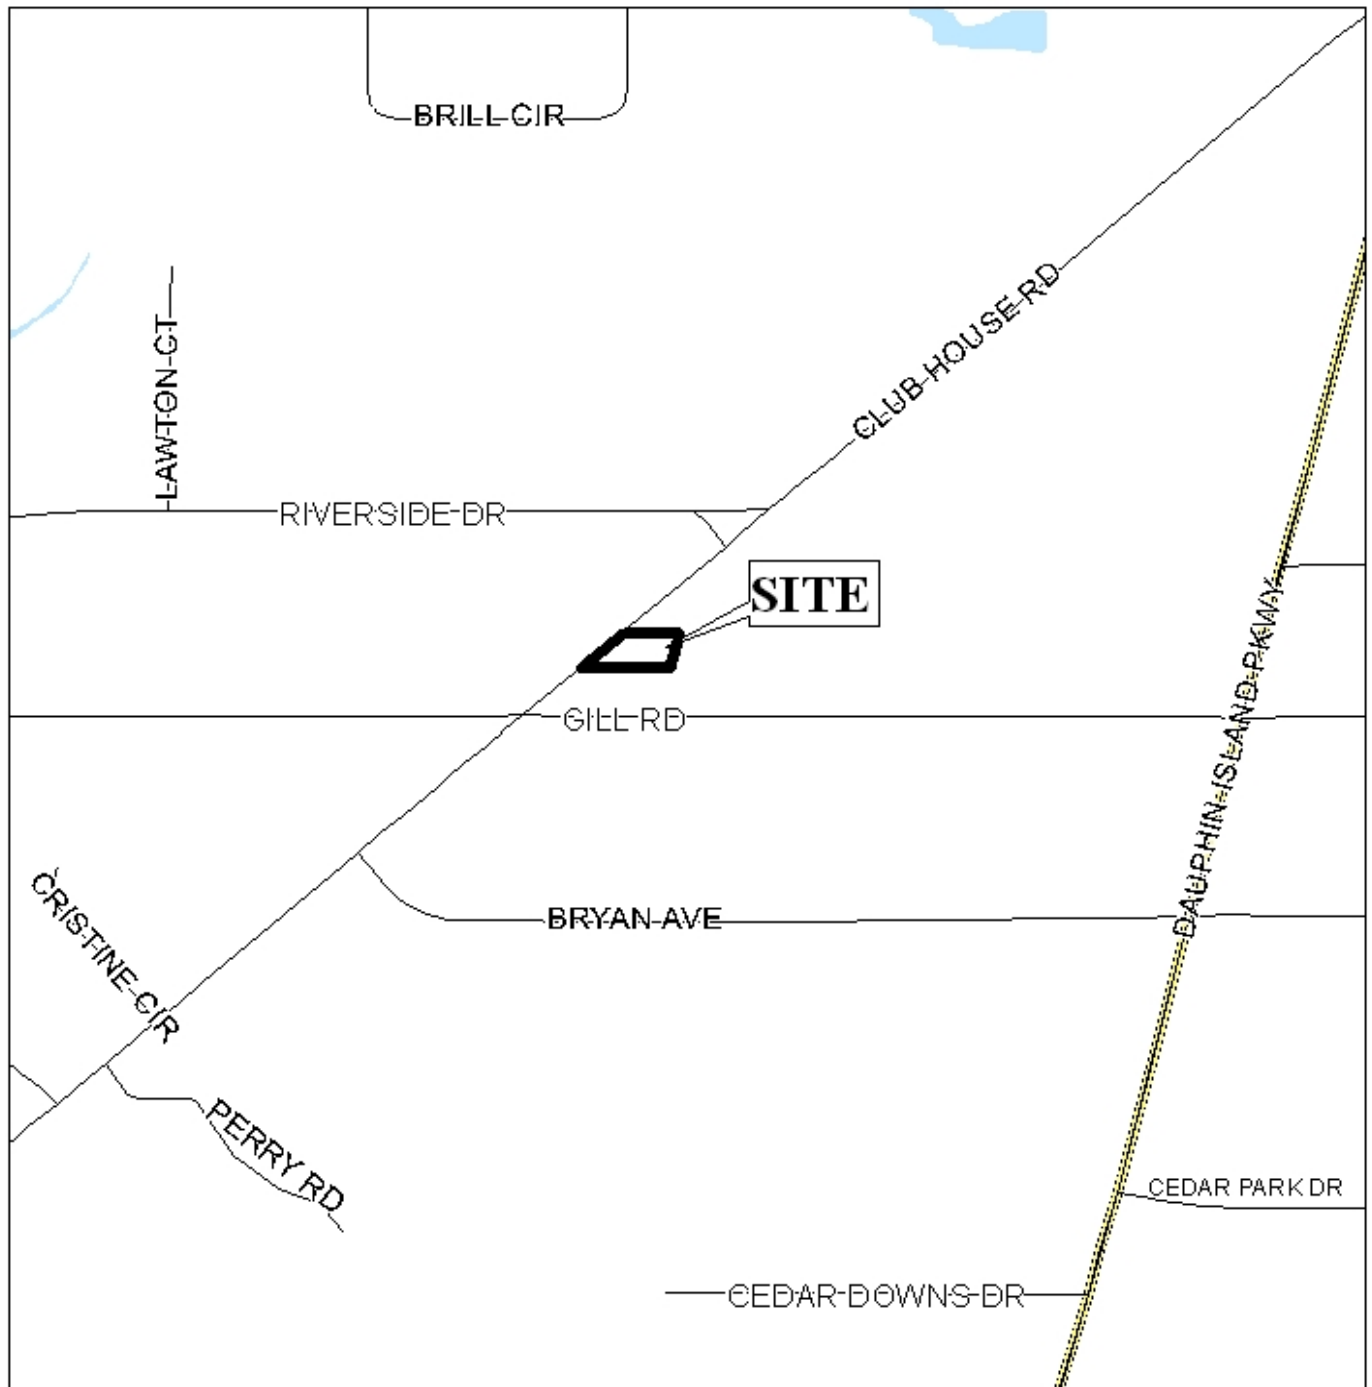 BRILL CIR
CLUB HOUSE RD
LAWTON CT
RIVERSIDE DR
SITE
DAUPHIN ISLAND PKWY
GILL RD
CRISTINE CIR
BRYAN AVE
PERRY RD
CEDAR PARK DR
CEDAR DOWNS DR